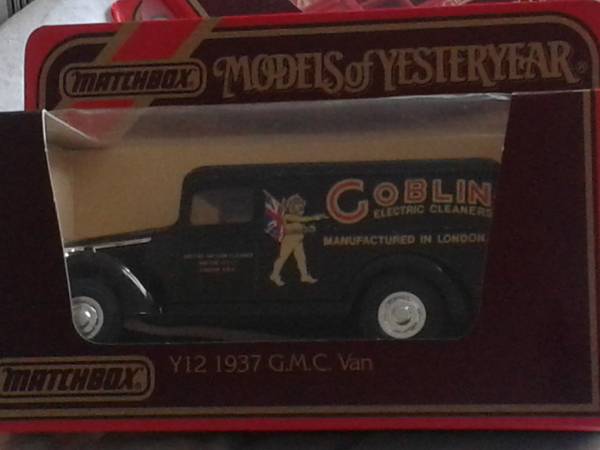 MATCHBOX
MODELS of YESTERYEAR
GOBLIN
ELECTRIC CLEANERS
MANUFACTURED IN LONDON
MATCHBOX
Y12 1937 G.M.C. Van